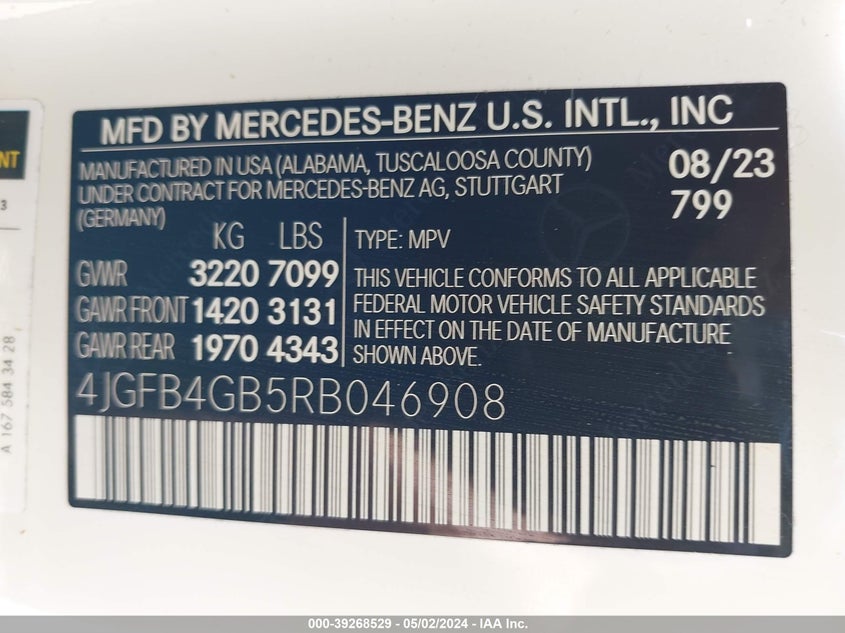 MFD BY MERCEDES-BENZ U.S. INTL., INC
MANUFACTURED IN USA (ALABAMA, TUSCALOOSA COUNTY)
UNDER CONTRACT FOR MERCEDES-BENZ AG, STUTTGART
(GERMANY)
08/23
799
KG LBS
GVWR 3220 7099
GAWR FRONT 1420 3131
GAWR REAR 1970 4343
TYPE: MPV
THIS VEHICLE CONFORMS TO ALL APPLICABLE
FEDERAL MOTOR VEHICLE SAFETY STANDARDS
IN EFFECT ON THE DATE OF MANUFACTURE
SHOWN ABOVE.
4JGFB4GB5RB046908
A 167 584 34 28
000-39268529 - 05/02/2024 - IAA Inc.